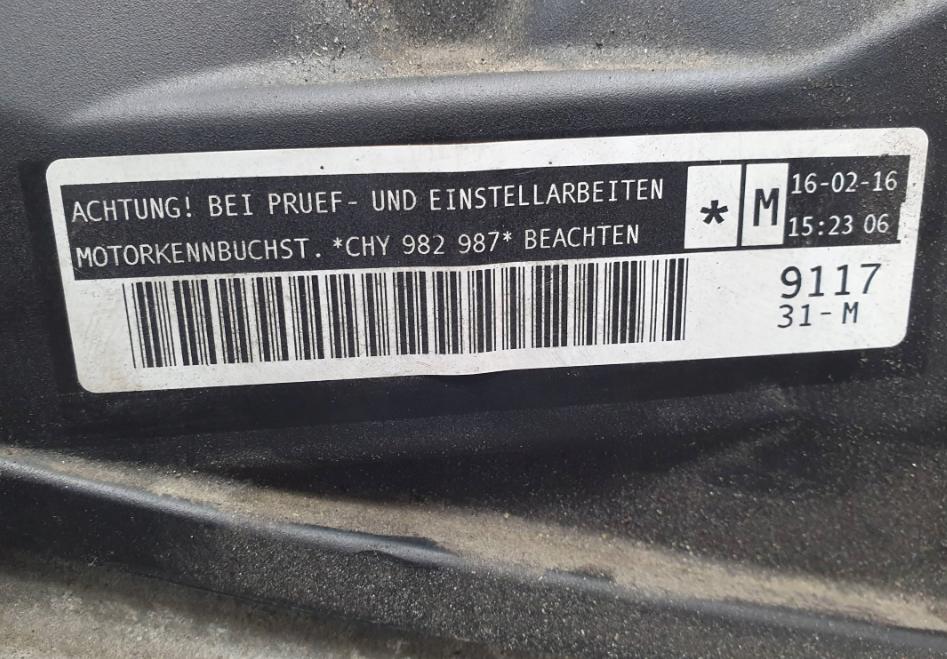 ACHTUNG! BEI PRUEF- UND EINSTELLARBEITEN
MOTORKENNBUCHST. *CHY 982 987* BEACHTEN
*
M
16-02-16
15:23 06
9117
31-M